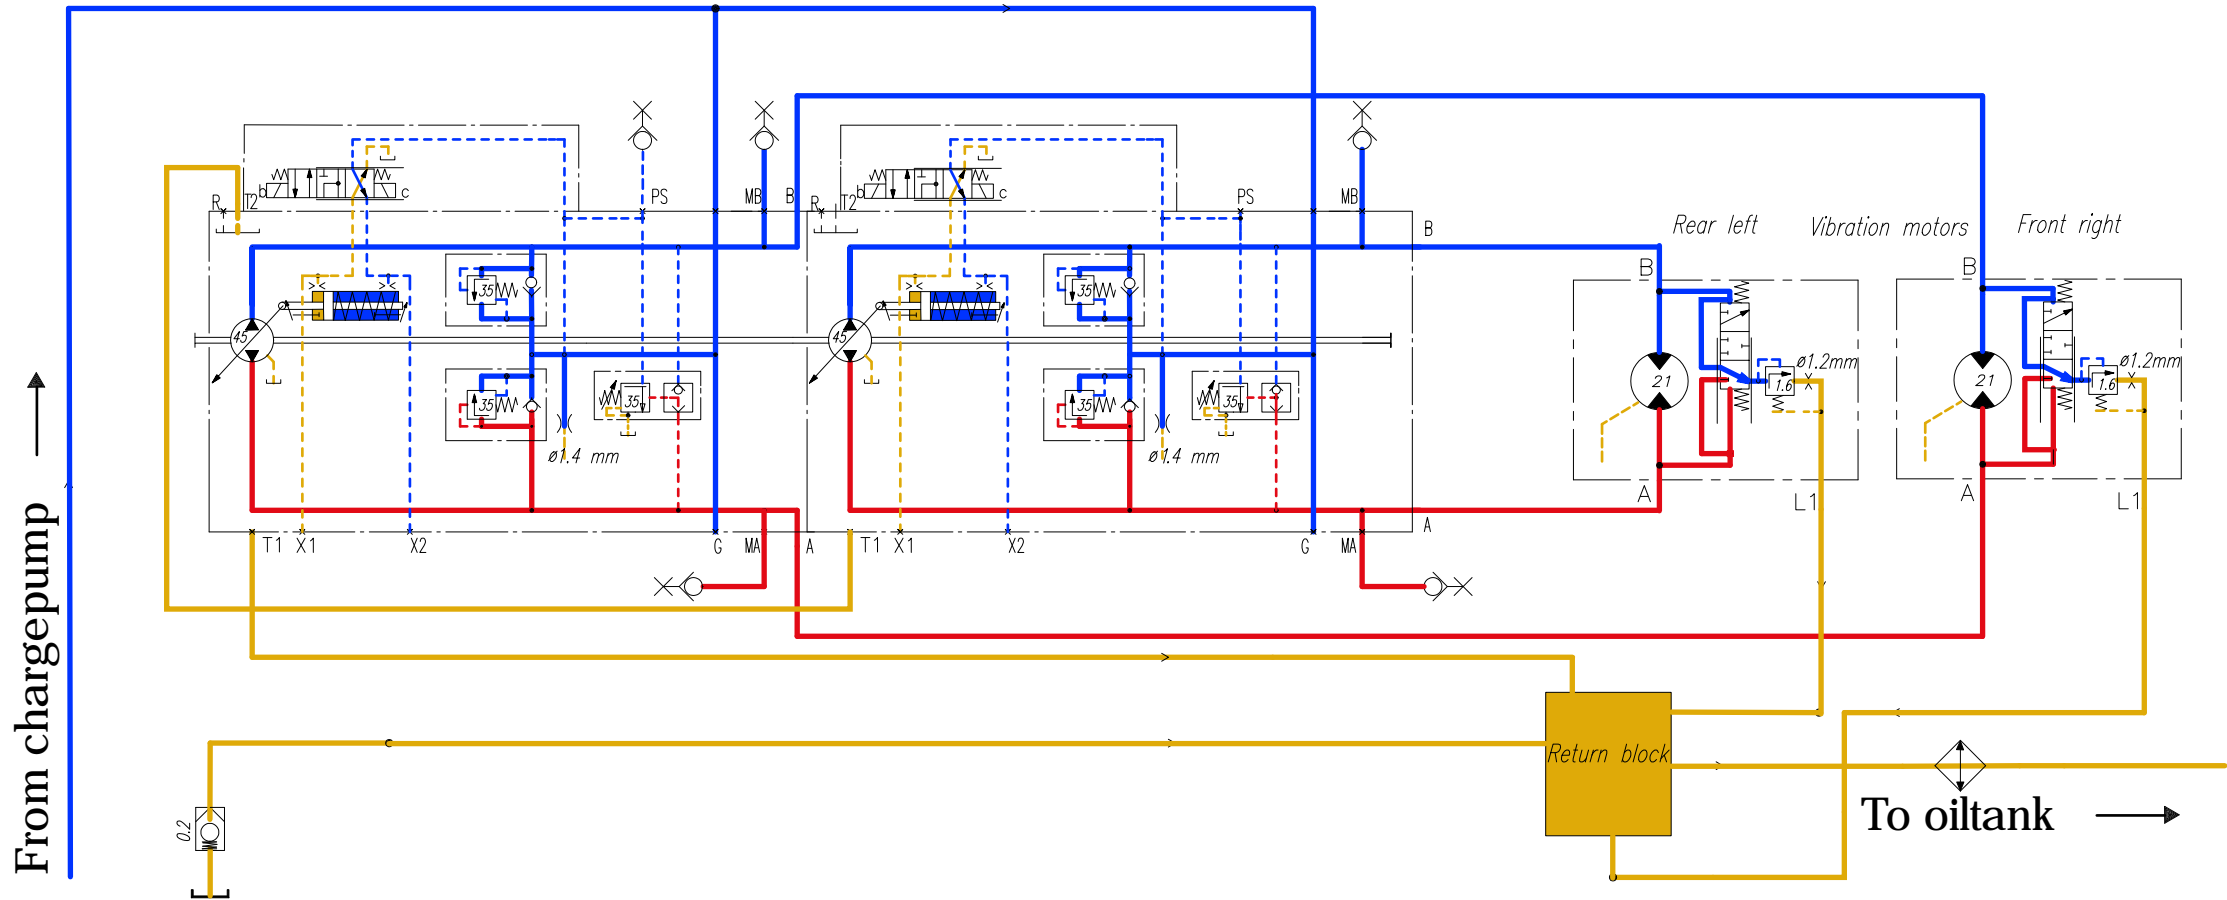 PS
MB
B
PS
MB
b
c
b
c
R
T2
R
T2
B
Rear left
Vibration motors
Front right
B
B
35
35
45
45
ø1.2mm
ø1.2mm
21
1.6
21
1.6
35
35
35
35
ø1.4 mm
ø1.4 mm
A
L1
A
L1
A
T1
X1
X2
G
MA
A
T1
X1
X2
G
MA
From chargepump
Return block
To oiltank
0.2